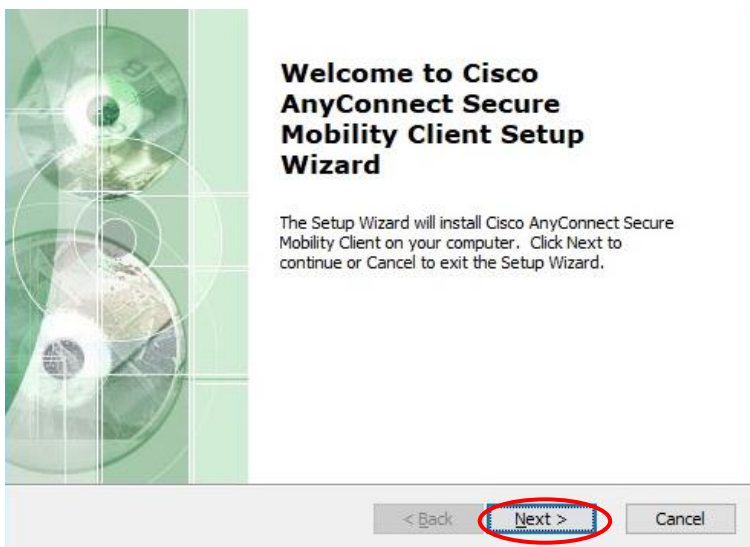 Welcome to Cisco
AnyConnect Secure
Mobility Client Setup
Wizard
The Setup Wizard will install Cisco AnyConnect Secure
Mobility Client on your computer. Click Next to
continue or Cancel to exit the Setup Wizard.
< Back Next > Cancel